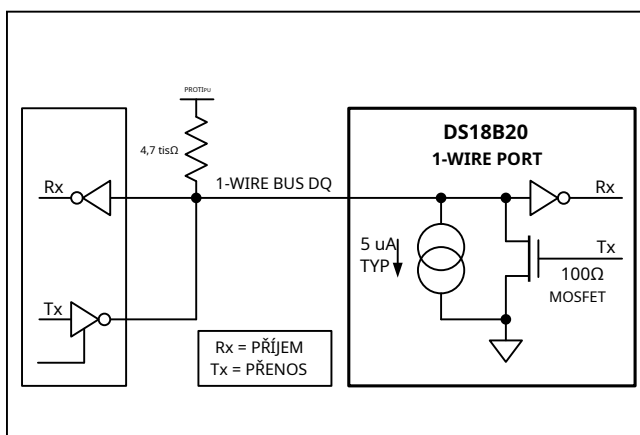 PROTIPU
4,7 tisΩ
Rx
1-WIRE BUS DQ
DS18B20
1-WIRE PORT
Rx
5 uA
TYP
Tx
100Ω
MOSFET
Tx
Rx = PŘÍJEM
Tx = PŘENOS